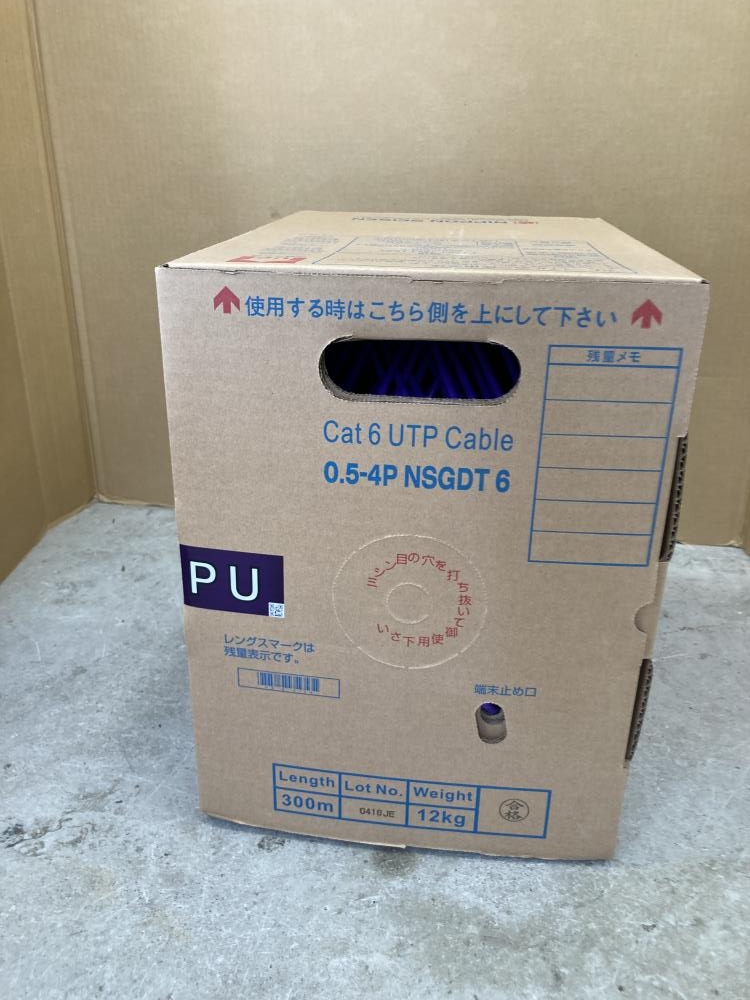 NIPPON SEISEN
使用する時はこちら側を上にして下さい
残量メモ
Cat 6 UTP Cable
0.5-4P NSGDT 6
ミシン目の穴を打ち抜いて御使用下さい
PU
レングスマークは
残量表示です。
端末止め口
Length Lot No. Weight
300m 0418JE 12kg
合格